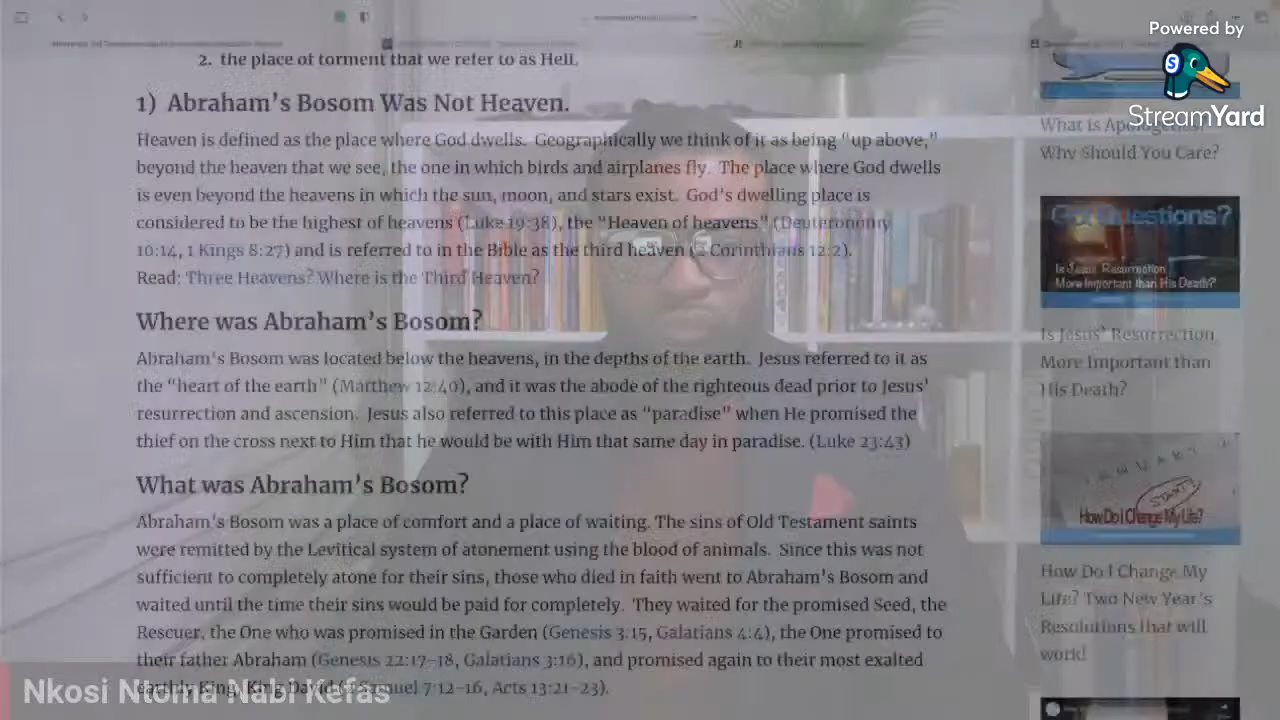 Powered by
StreamYard
2. the place of torment that we refer to as Hell.
1) Abraham's Bosom Was Not Heaven.
Heaven is defined as the place where God dwells. Geographically we think of it as being "up above,"
beyond the heaven that we see, the one in which birds and airplanes fly. The place where God dwells
is even beyond the heavens in which the sun, moon, and stars exist. God's dwelling place is
considered to be the highest of heavens (Luke 19:38), the "Heaven of heavens" (Deuteronomy
10:14, 1 Kings 8:27) and is referred to in the Bible as the third heaven (2 Corinthians 12:2).
Read: Three Heavens? Where is the Third Heaven?
Where was Abraham's Bosom?
Abraham's Bosom was located below the heavens, in the depths of the earth. Jesus referred to it as
the "heart of the earth" (Matthew 12:40), and it was the abode of the righteous dead prior to Jesus'
resurrection and ascension. Jesus also referred to this place as "paradise" when He promised the
thief on the cross next to Him that he would be with Him that same day in paradise. (Luke 23:43)
What was Abraham's Bosom?
Abraham's Bosom was a place of comfort and a place of waiting. The sins of Old Testament saints
were remitted by the Levitical system of atonement using the blood of animals. Since this was not
sufficient to completely atone for their sins, those who died in faith went to Abraham's Bosom and
waited until the time their sins would be paid for completely. They waited for the promised Seed, the
Rescuer, the One who was promised in the Garden (Genesis 3:15, Galatians 4:4), the One promised to
their father Abraham (Genesis 22:17-18, Galatians 3:16), and promised again to their most exalted
earthly King, King David (2 Samuel 7:12-16, Acts 13:21-23).
What is Apologetics?
Why Should You Care?
Got Questions?
Is Jesus' Resurrection
More Important than His Death?
Is Jesus' Resurrection
More Important than
His Death?
JANUARY
START!
How Do I Change My Life?
How Do I Change My
Life? Two New Year's
Resolutions that will
work!
Nkosi Ntoma Nabi Kefas